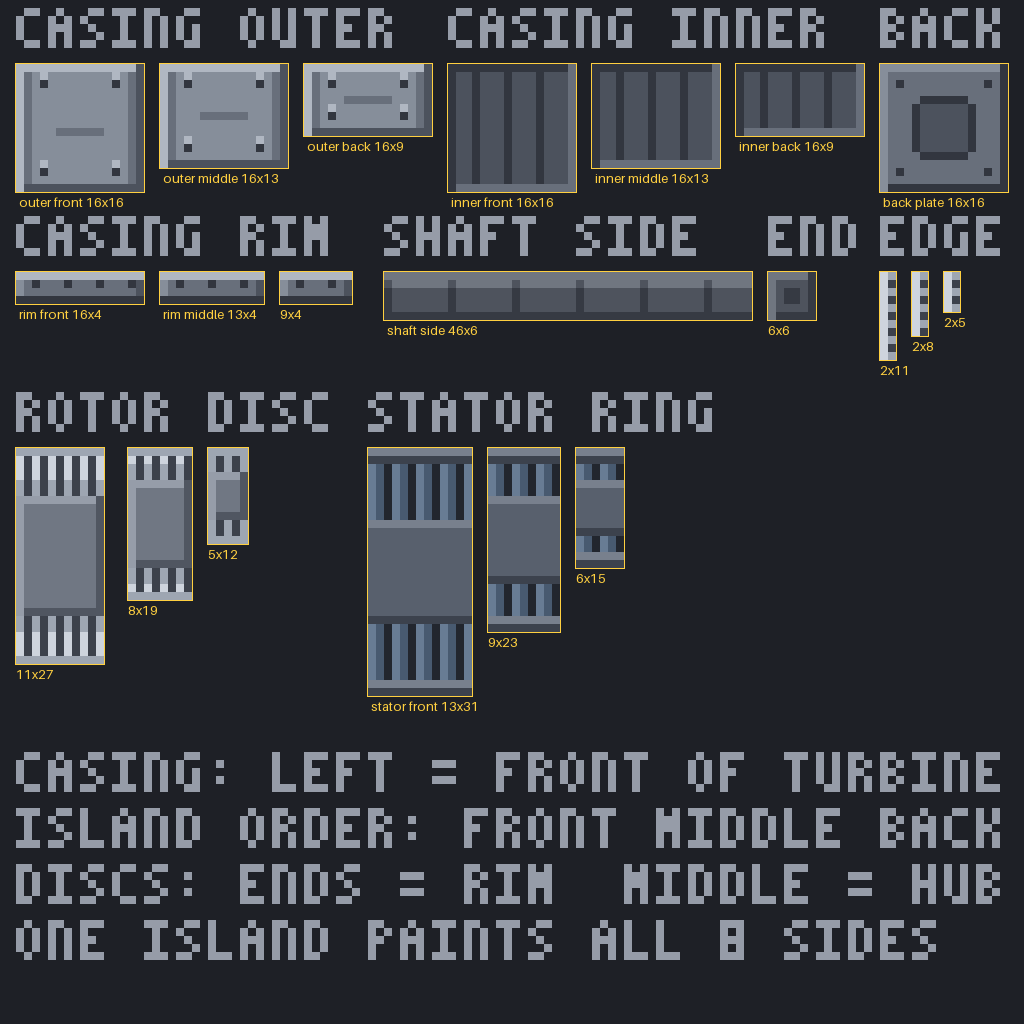 CASING OUTER CASING INNER BACK
outer front 16x16
outer middle 16x13
outer back 16x9
inner front 16x16
inner middle 16x13
inner back 16x9
back plate 16x16
CASING RIM SHAFT SIDE END EDGE
rim front 16x4
rim middle 13x4
9x4
shaft side 46x6
6x6
2x11
2x8
2x5
ROTOR DISC STATOR RING
11x27
8x19
5x12
stator front 13x31
9x23
6x15
CASING: LEFT = FRONT OF TURBINE
ISLAND ORDER: FRONT MIDDLE BACK
DISCS: ENDS = RIM MIDDLE = HUB
ONE ISLAND PAINTS ALL 8 SIDES